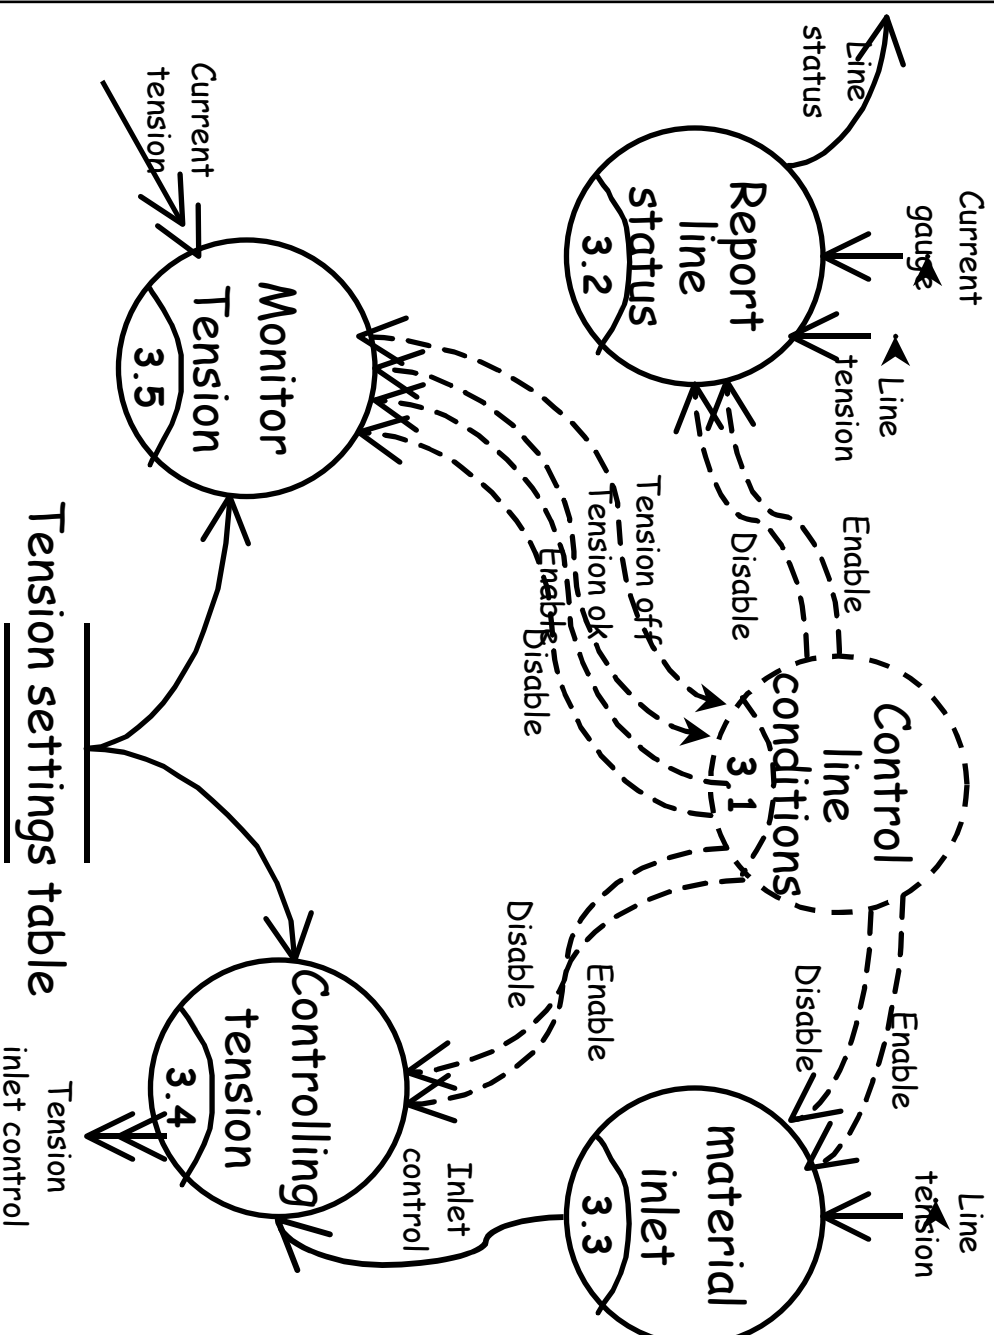 Line
status
Current
gauge
Line
tension
Report
line
status
3.2
Enable
Disable
Control
line
conditions
3.1
Enable
Disable
Line
tension
material
inlet
3.3
Current
tension
Monitor
Tension
3.5
Tension off
Tension ok
Enable
Disable
Enable
Disable
Inlet
control
Controlling
tension
3.4
Tension
inlet control
Tension settings table